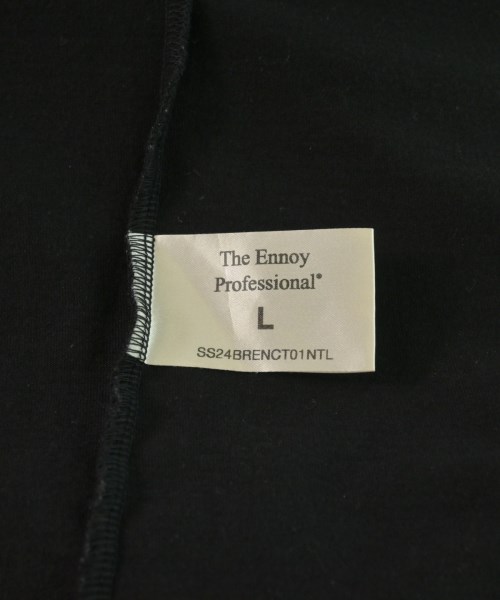 The Ennoy
Professional®
L
SS24BRENCT01NTL